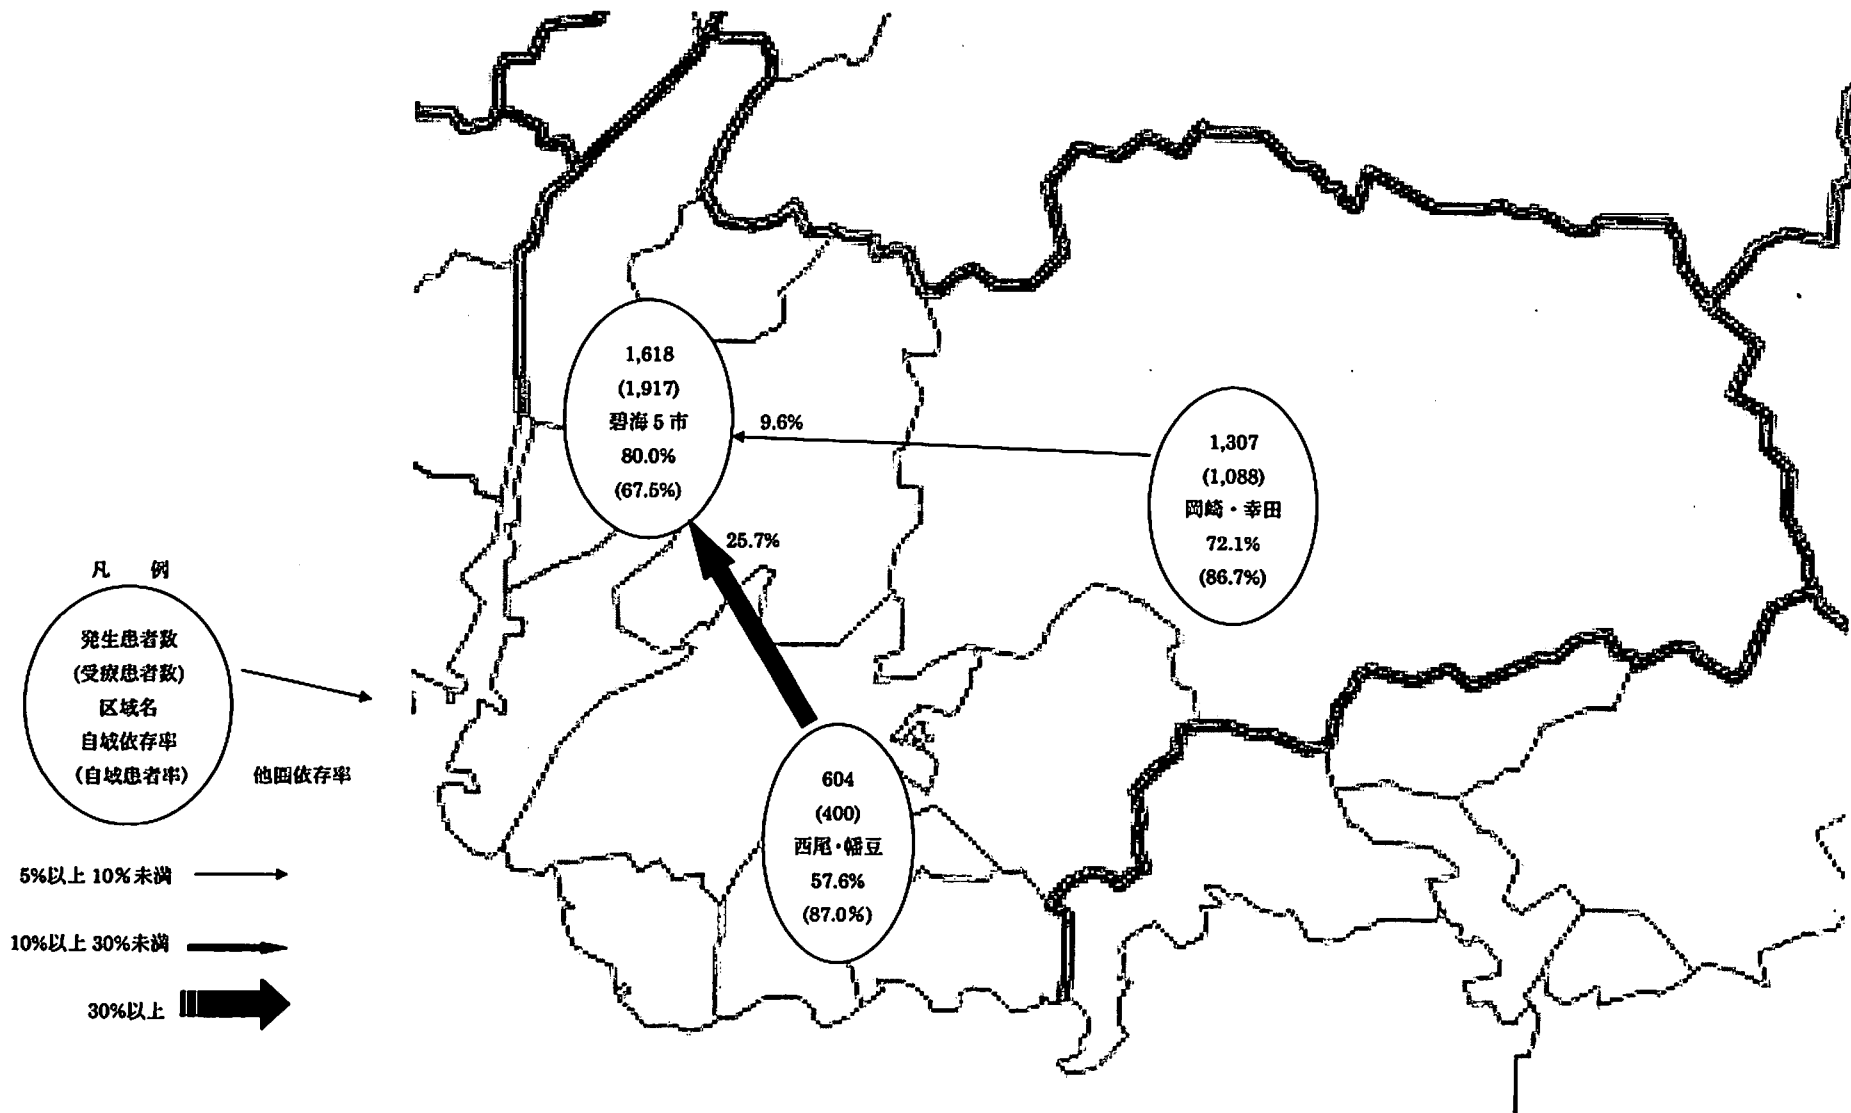 1,618
(1,917)
碧海5市
80.0%
(67.5%)
9.6%
1,307
(1,088)
岡崎・幸田
72.1%
(86.7%)
25.7%
604
(400)
西尾・幡豆
57.6%
(87.0%)
凡 例
発生患者数
(受療患者数)
区域名
自域依存率
(自域患者率)
他圏依存率
5%以上10%未満
10%以上30%未満
30%以上